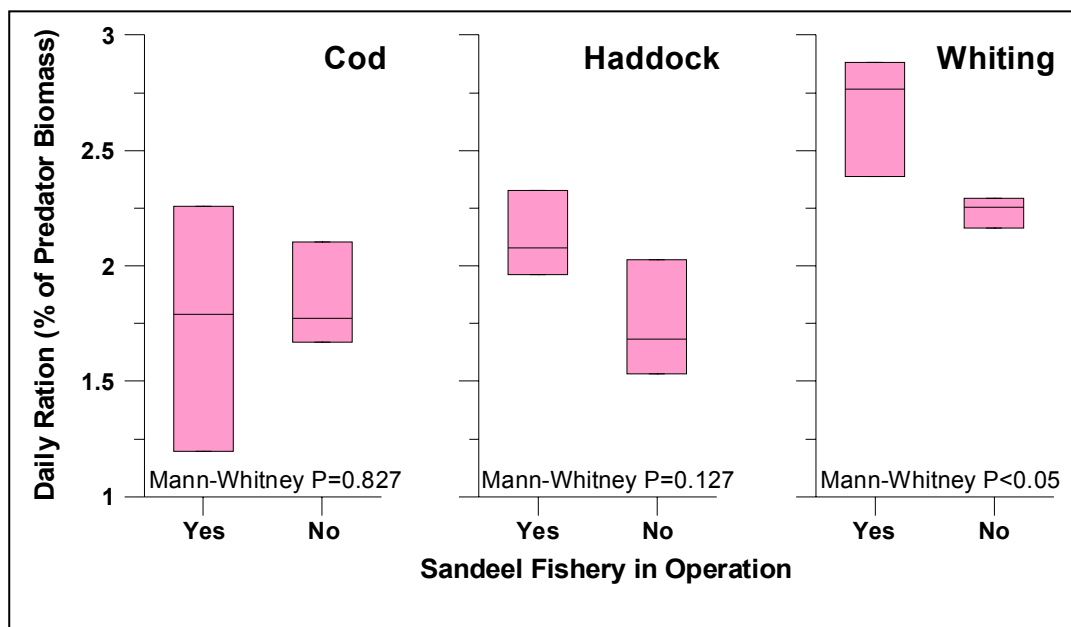 Daily Ration (% of Predator Biomass)
3
2.5
2
1.5
1
Cod
Haddock
Whiting
Mann-Whitney P=0.827
Mann-Whitney P=0.127
Mann-Whitney P<0.05
Yes
No
Yes
No
Yes
No
Sandeel Fishery in Operation